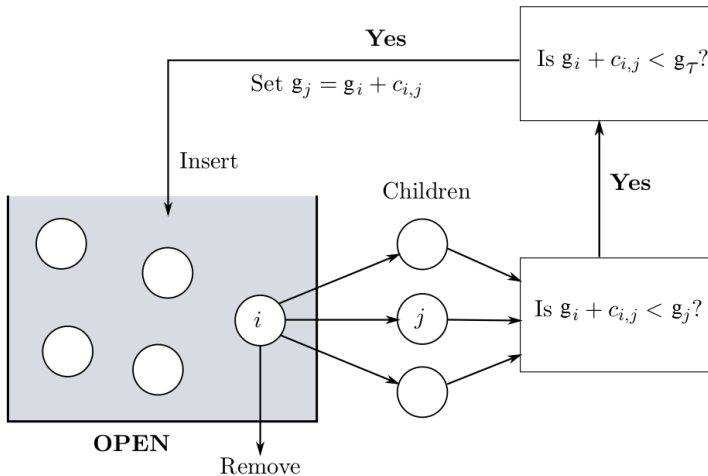 Yes
Is g_i + c_{i,j} < g_τ?
Set g_j = g_i + c_{i,j}
Insert
Yes
Children
i
j
Is g_i + c_{i,j} < g_j?
OPEN
Remove